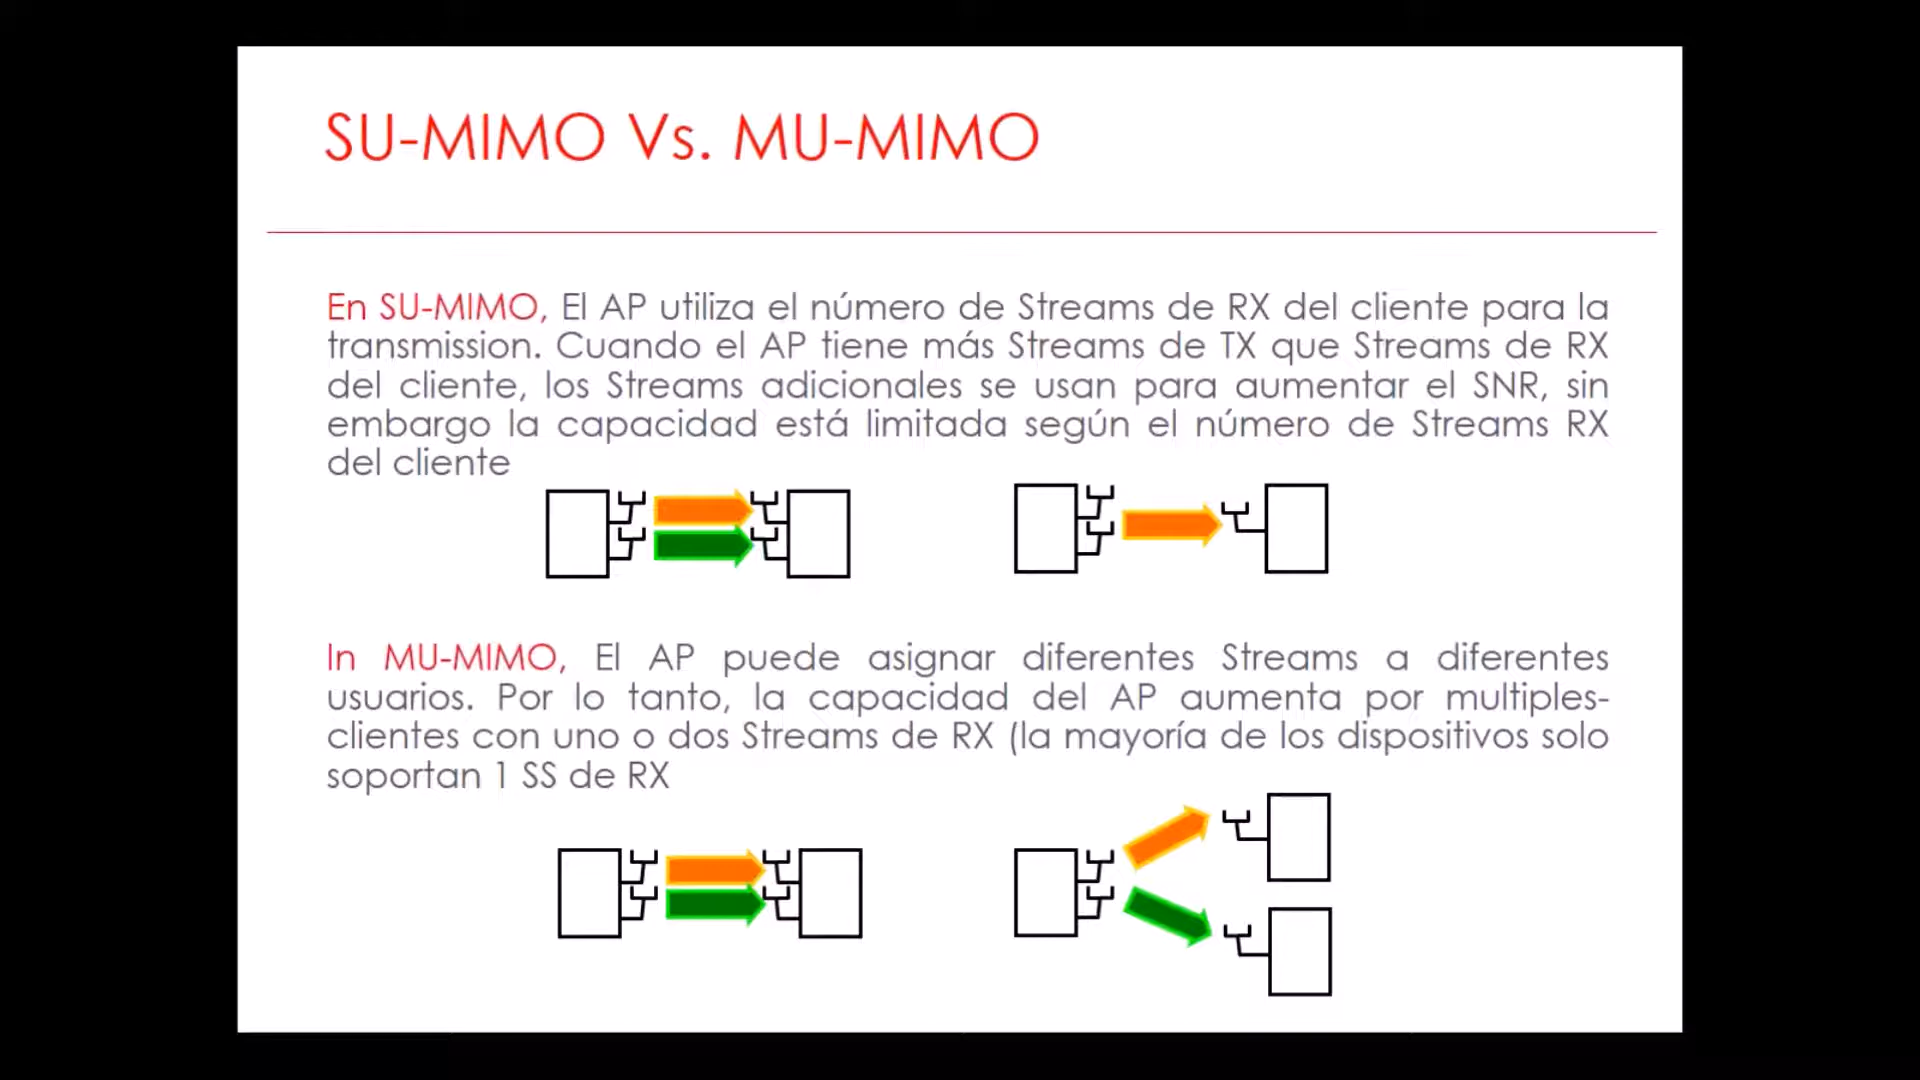 SU-MIMO Vs. MU-MIMO
En SU-MIMO, El AP utiliza el número de Streams de RX del cliente para la
transmission. Cuando el AP tiene más Streams de TX que Streams de RX
del cliente, los Streams adicionales se usan para aumentar el SNR, sin
embargo la capacidad está limitada según el número de Streams RX
del cliente
In MU-MIMO, El AP puede asignar diferentes Streams a diferentes
usuarios. Por lo tanto, la capacidad del AP aumenta por multiples-
clientes con uno o dos Streams de RX (la mayoría de los dispositivos solo
soportan 1 SS de RX